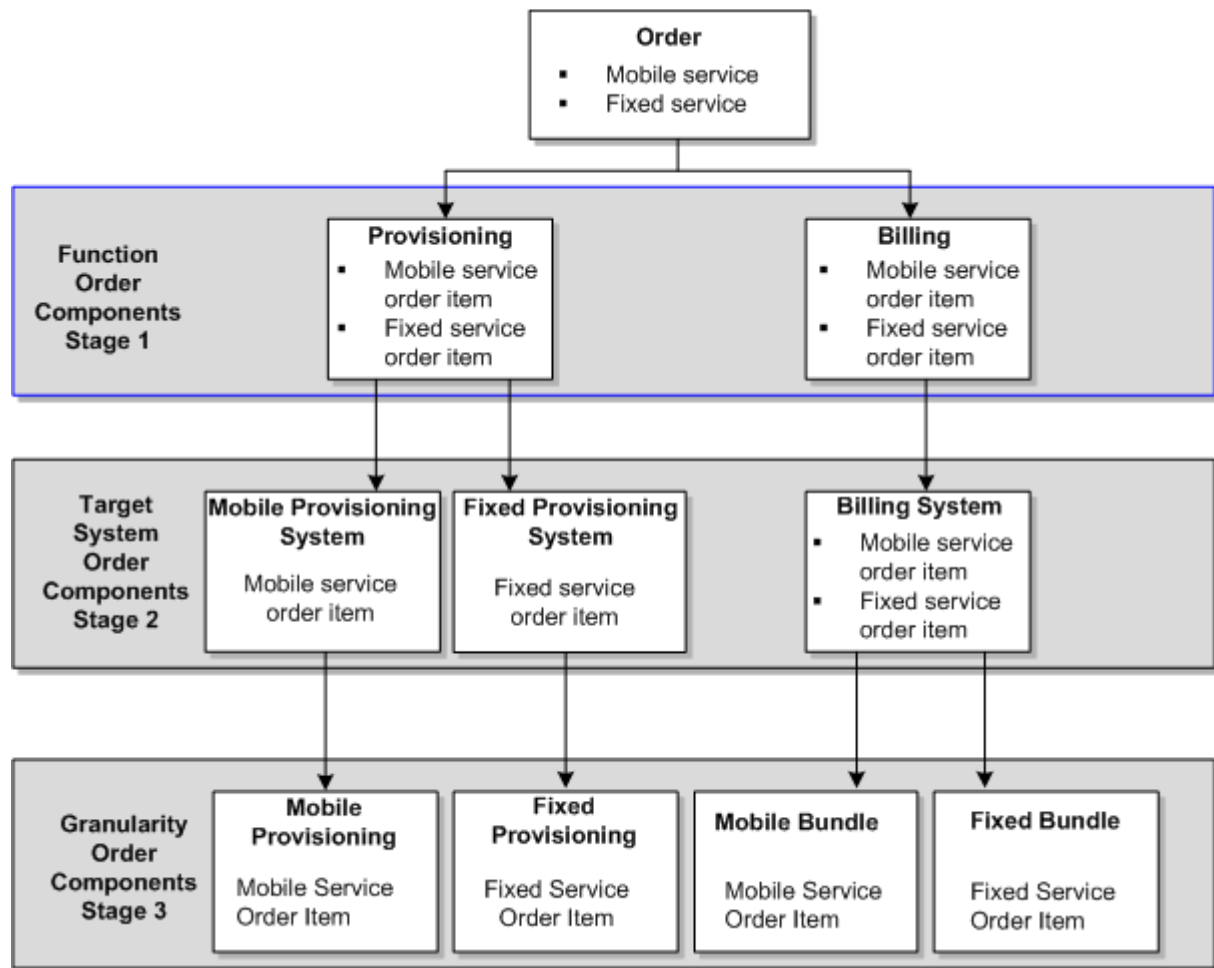 Order
▪ Mobile service
▪ Fixed service
Function
Order
Components
Stage 1
Provisioning
▪ Mobile service
order item
▪ Fixed service
order item
Billing
▪ Mobile service
order item
▪ Fixed service
order item
Target
System
Order
Components
Stage 2
Mobile Provisioning
System
Mobile service
order item
Fixed Provisioning
System
Fixed service
order item
Billing System
▪ Mobile service
order item
▪ Fixed service
order item
Granularity
Order
Components
Stage 3
Mobile
Provisioning
Mobile Service
Order Item
Fixed
Provisioning
Fixed Service
Order Item
Mobile Bundle
Mobile Service
Order Item
Fixed Bundle
Fixed Service
Order Item